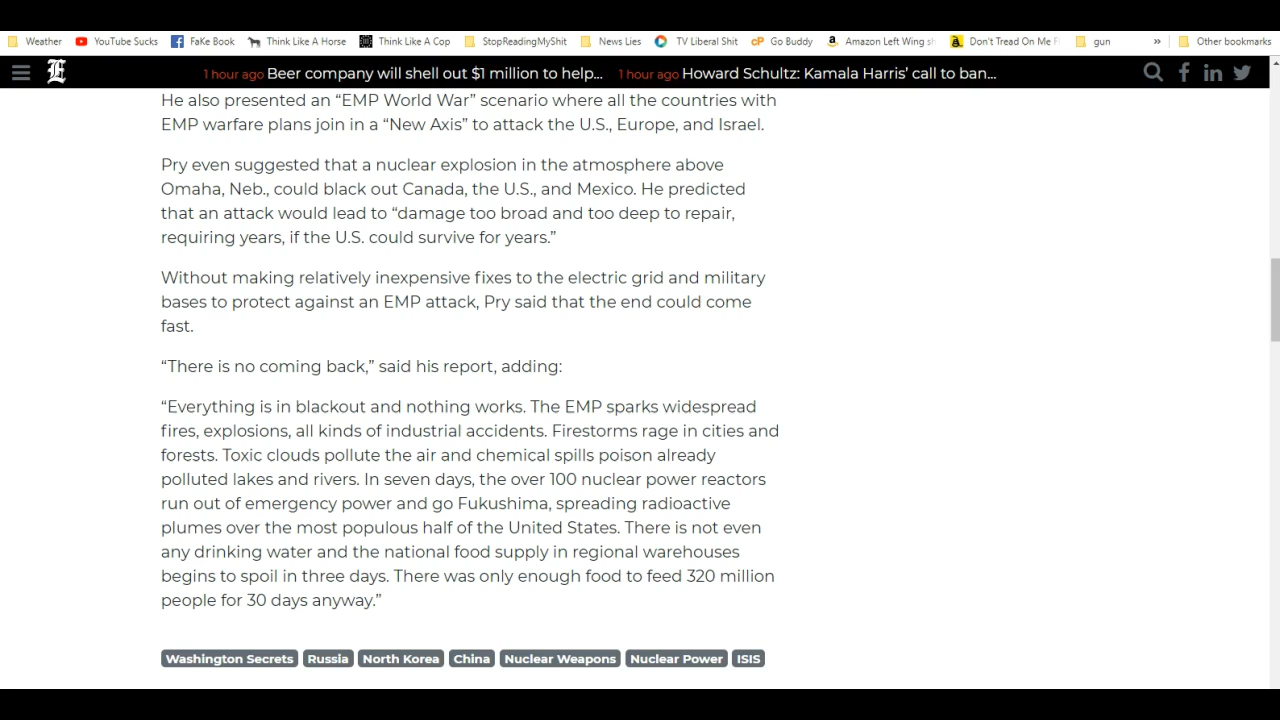 Weather YouTube Sucks FaKe Book Think Like A Horse Think Like A Cop StopReadingMyShit News Lies TV Liberal Shit Go Buddy Amazon Left Wing sh Don't Tread On Me Fl gun » Other bookmarks
E 1 hour ago Beer company will shell out $1 million to help... 1 hour ago Howard Schultz: Kamala Harris’ call to ban...
He also presented an “EMP World War” scenario where all the countries with
EMP warfare plans join in a “New Axis” to attack the U.S., Europe, and Israel.
Pry even suggested that a nuclear explosion in the atmosphere above
Omaha, Neb., could black out Canada, the U.S., and Mexico. He predicted
that an attack would lead to “damage too broad and too deep to repair,
requiring years, if the U.S. could survive for years.”
Without making relatively inexpensive fixes to the electric grid and military
bases to protect against an EMP attack, Pry said that the end could come
fast.
“There is no coming back,” said his report, adding:
“Everything is in blackout and nothing works. The EMP sparks widespread
fires, explosions, all kinds of industrial accidents. Firestorms rage in cities and
forests. Toxic clouds pollute the air and chemical spills poison already
polluted lakes and rivers. In seven days, the over 100 nuclear power reactors
run out of emergency power and go Fukushima, spreading radioactive
plumes over the most populous half of the United States. There is not even
any drinking water and the national food supply in regional warehouses
begins to spoil in three days. There was only enough food to feed 320 million
people for 30 days anyway.”
Washington Secrets Russia North Korea China Nuclear Weapons Nuclear Power ISIS